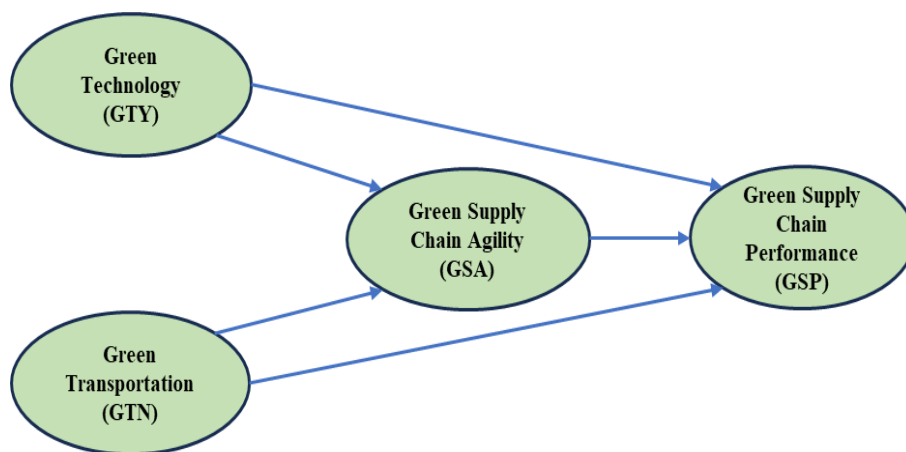 Green
Technology
(GTY)
Green Supply
Chain Agility
(GSA)
Green Supply
Chain
Performance
(GSP)
Green
Transportation
(GTN)